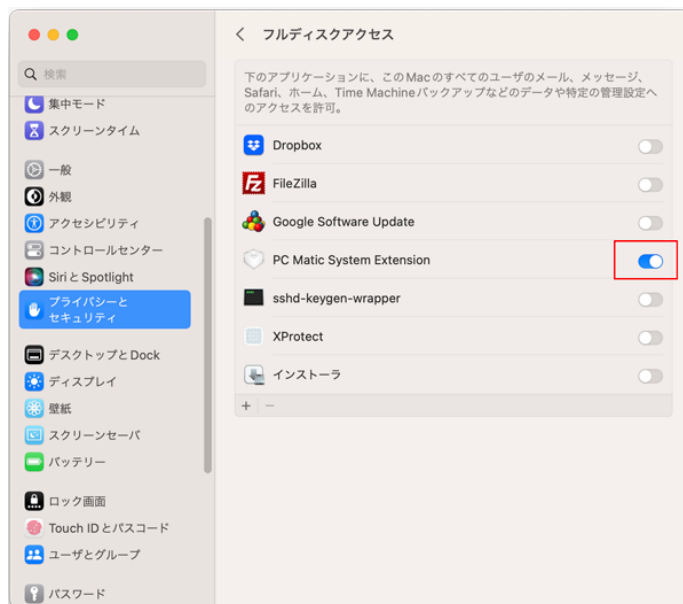 フルディスクアクセス
検索
集中モード
スクリーンタイム
一般
外観
アクセシビリティ
コントロールセンター
Siri と Spotlight
プライバシーと
セキュリティ
デスクトップと Dock
ディスプレイ
壁紙
スクリーンセーバ
バッテリー
ロック画面
Touch ID とパスコード
ユーザとグループ
パスワード
下のアプリケーションに、このMacのすべてのユーザのメール、メッセージ、
Safari、ホーム、Time Machineバックアップなどのデータや特定の管理設定へ
のアクセスを許可。
Dropbox
FileZilla
Google Software Update
PC Matic System Extension
sshd-keygen-wrapper
XProtect
インストーラ